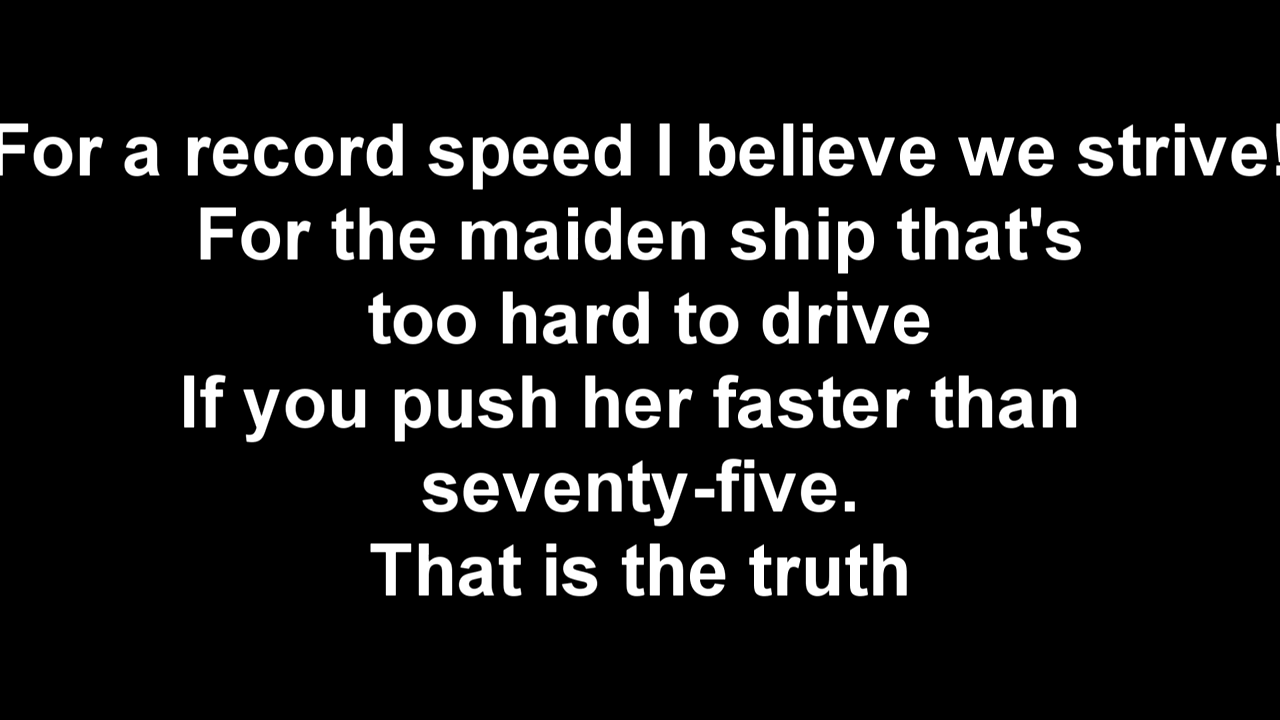 For a record speed I believe we strive!
For the maiden ship that's
too hard to drive
If you push her faster than
seventy-five.
That is the truth